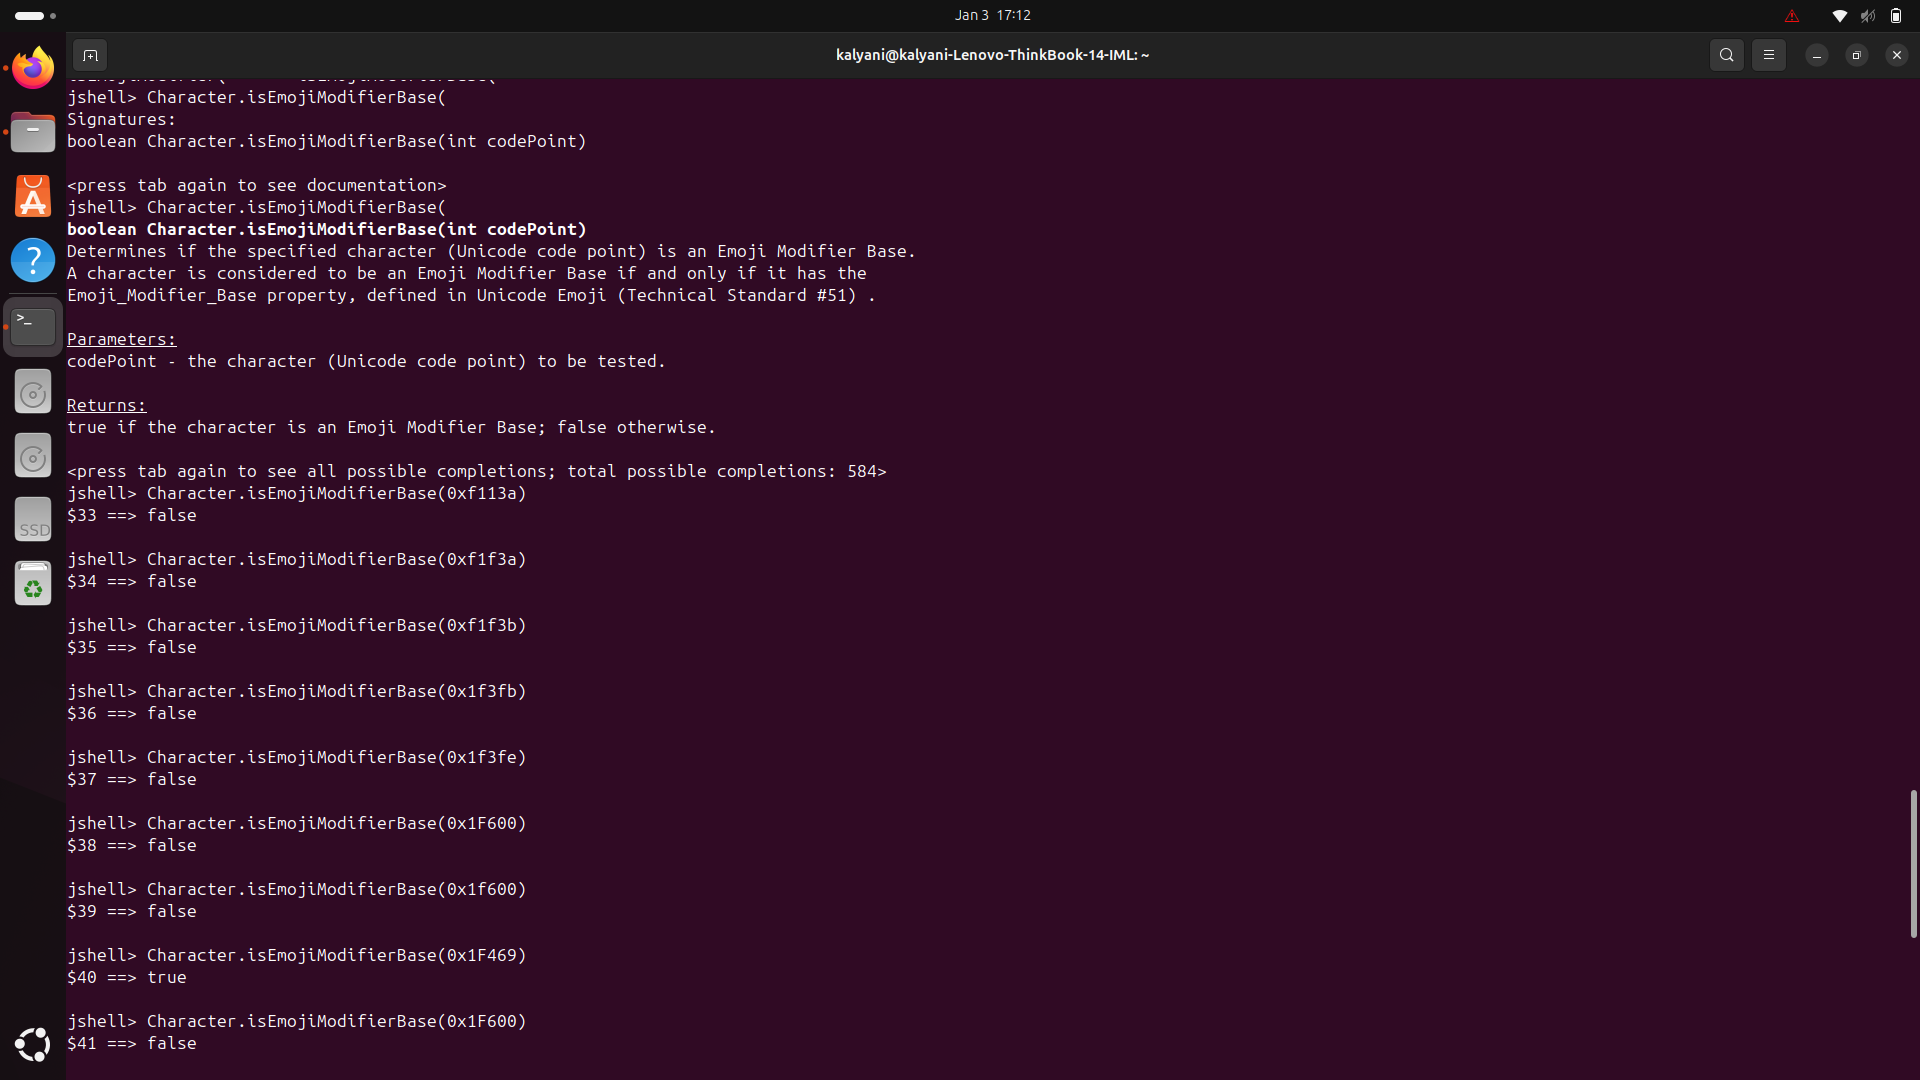 Jan 3 17:12
kalyani@kalyani-Lenovo-ThinkBook-14-IML: ~
jshell> Character.isEmojiModifierBase(
Signatures:
boolean Character.isEmojiModifierBase(int codePoint)
<press tab again to see documentation>
jshell> Character.isEmojiModifierBase(
boolean Character.isEmojiModifierBase(int codePoint)
Determines if the specified character (Unicode code point) is an Emoji Modifier Base.
A character is considered to be an Emoji Modifier Base if and only if it has the
Emoji_Modifier_Base property, defined in Unicode Emoji (Technical Standard #51) .
Parameters:
codePoint - the character (Unicode code point) to be tested.
Returns:
true if the character is an Emoji Modifier Base; false otherwise.
<press tab again to see all possible completions; total possible completions: 584>
jshell> Character.isEmojiModifierBase(0xf113a)
$33 ==> false
jshell> Character.isEmojiModifierBase(0xf1f3a)
$34 ==> false
jshell> Character.isEmojiModifierBase(0xf1f3b)
$35 ==> false
jshell> Character.isEmojiModifierBase(0x1f3fb)
$36 ==> false
jshell> Character.isEmojiModifierBase(0x1f3fe)
$37 ==> false
jshell> Character.isEmojiModifierBase(0x1F600)
$38 ==> false
jshell> Character.isEmojiModifierBase(0x1f600)
$39 ==> false
jshell> Character.isEmojiModifierBase(0x1F469)
$40 ==> true
jshell> Character.isEmojiModifierBase(0x1F600)
$41 ==> false
SSD